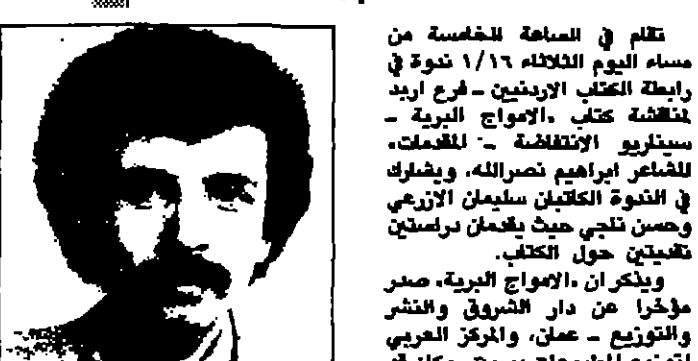 تقام في الساعة الخامسة من
مساء اليوم الثلاثاء ١/١٦ ندوة في
رابطة الكتاب الاردنيين - فرع اربد
لمناقشة كتاب «الامواج البرية -
سيناريو الانتفاضة - المقدمات»
للشاعر ابراهيم نصرالله، ويشارك
في الندوة الكاتبان سليمان الازرعي
وحسن ناجي حيث يقدمان دراستين
نقديتين حول الكتاب.
ويذكر ان «الامواج البرية» صدر
مؤخرا عن دار الشروق والنشر
والتوزيع - عمان، والمركز العربي